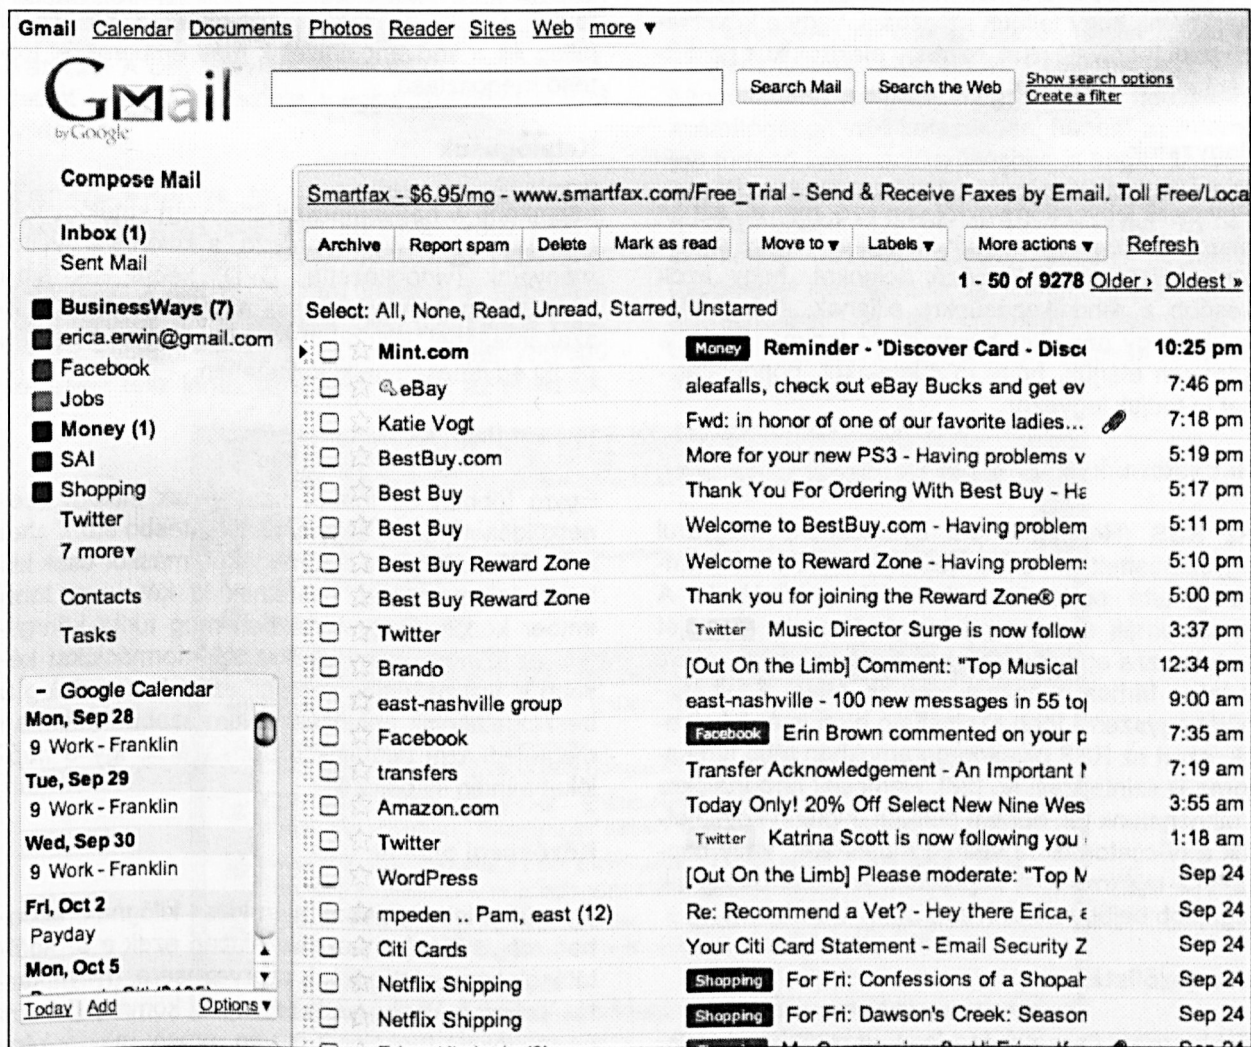 Gmail Calendar Documents Photos Reader Sites Web more ▼
Gmail
by Google
Search Mail Search the Web Show search options
Create a filter
Compose Mail
Inbox (1)
Sent Mail
BusinessWays (7)
erica.erwin@gmail.com
Facebook
Jobs
Money (1)
SAI
Shopping
Twitter
7 more▼
Contacts
Tasks
– Google Calendar
Mon, Sep 28
9 Work - Franklin
Tue, Sep 29
9 Work - Franklin
Wed, Sep 30
9 Work - Franklin
Fri, Oct 2
Payday
Mon, Oct 5
Today Add Options ▼
Smartfax - $6.95/mo - www.smartfax.com/Free_Trial - Send & Receive Faxes by Email. Toll Free/Loca
Archive Report spam Delete Mark as read Move to ▼ Labels ▼ More actions ▼ Refresh
1 - 50 of 9278 Older › Oldest »
Select: All, None, Read, Unread, Starred, Unstarred
Mint.com Money Reminder - 'Discover Card - Disc 10:25 pm
eBay aleafalls, check out eBay Bucks and get ev 7:46 pm
Katie Vogt Fwd: in honor of one of our favorite ladies... 7:18 pm
BestBuy.com More for your new PS3 - Having problems v 5:19 pm
Best Buy Thank You For Ordering With Best Buy - Ha 5:17 pm
Best Buy Welcome to BestBuy.com - Having problem 5:11 pm
Best Buy Reward Zone Welcome to Reward Zone - Having problem 5:10 pm
Best Buy Reward Zone Thank you for joining the Reward Zone® prc 5:00 pm
Twitter Twitter Music Director Surge is now follow 3:37 pm
Brando [Out On the Limb] Comment: "Top Musical 12:34 pm
east-nashville group east-nashville - 100 new messages in 55 to 9:00 am
Facebook Facebook Erin Brown commented on your p 7:35 am
transfers Transfer Acknowledgement - An Important 7:19 am
Amazon.com Today Only! 20% Off Select New Nine Wes 3:55 am
Twitter Twitter Katrina Scott is now following you 1:18 am
WordPress [Out On the Limb] Please moderate: "Top M Sep 24
mpeden .. Pam, east (12) Re: Recommend a Vet? - Hey there Erica, Sep 24
Citi Cards Your Citi Card Statement - Email Security Z Sep 24
Netflix Shipping Shopping For Fri: Confessions of a Shopa Sep 24
Netflix Shipping Shopping For Fri: Dawson's Creek: Season Sep 24